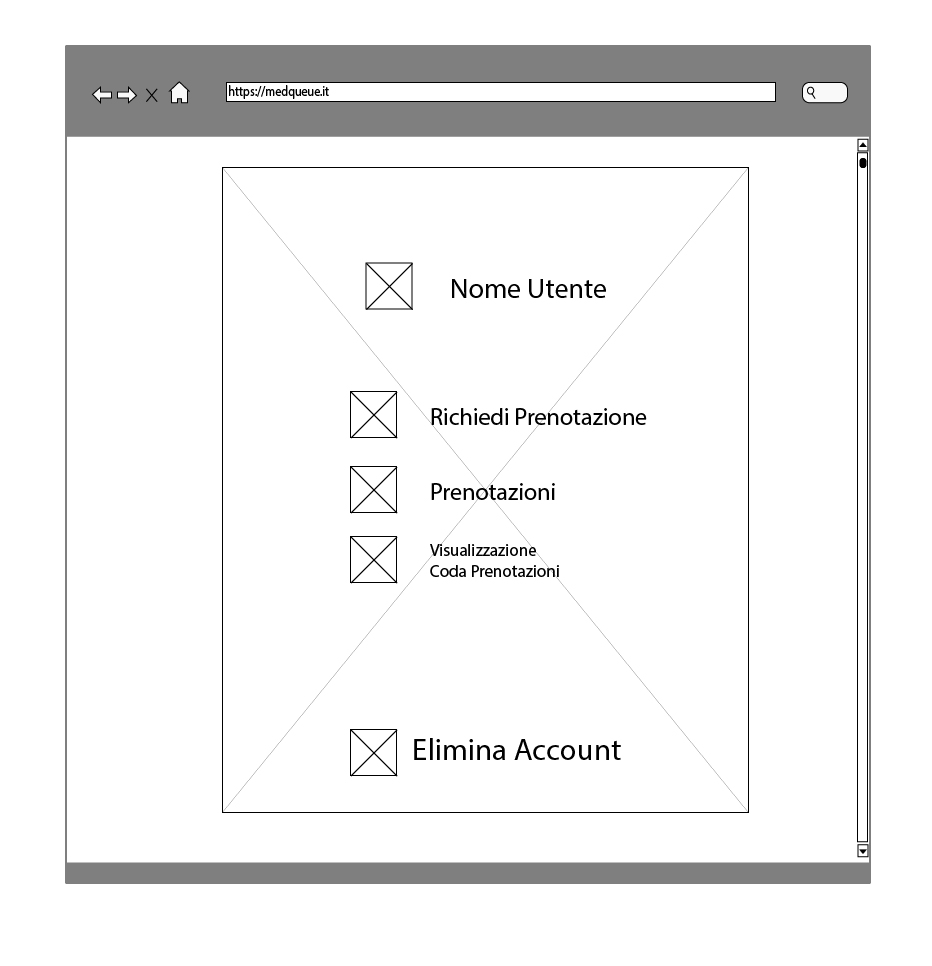 https://medqueue.it
Nome Utente
Richiedi Prenotazione
Prenotazioni
Visualizzazione
Coda Prenotazioni
Elimina Account